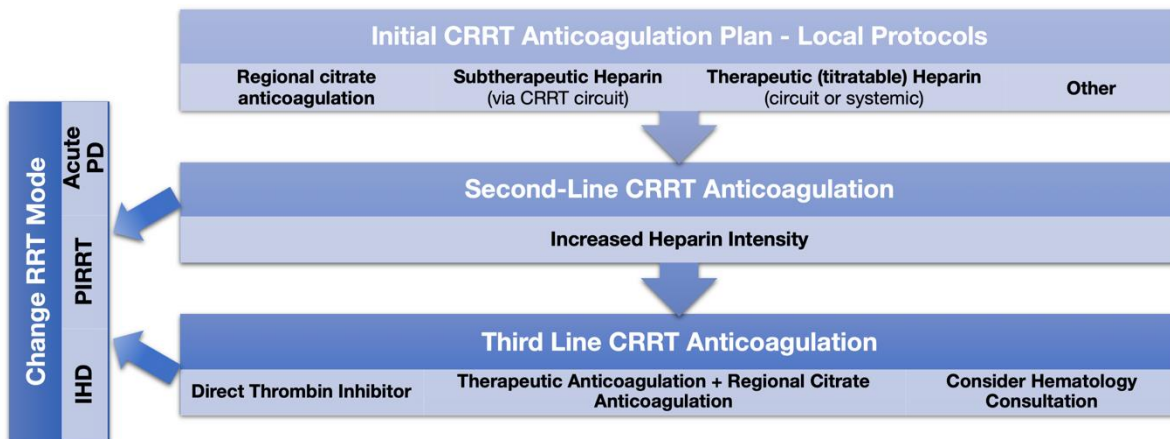 Initial CRRT Anticoagulation Plan - Local Protocols
Regional citrate
anticoagulation
Subtherapeutic Heparin
(via CRRT circuit)
Therapeutic (titratable) Heparin
(circuit or systemic)
Other
Change RRT Mode
Acute
PD
PIRRT
IHD
Second-Line CRRT Anticoagulation
Increased Heparin Intensity
Third Line CRRT Anticoagulation
Direct Thrombin Inhibitor
Therapeutic Anticoagulation + Regional Citrate
Anticoagulation
Consider Hematology
Consultation